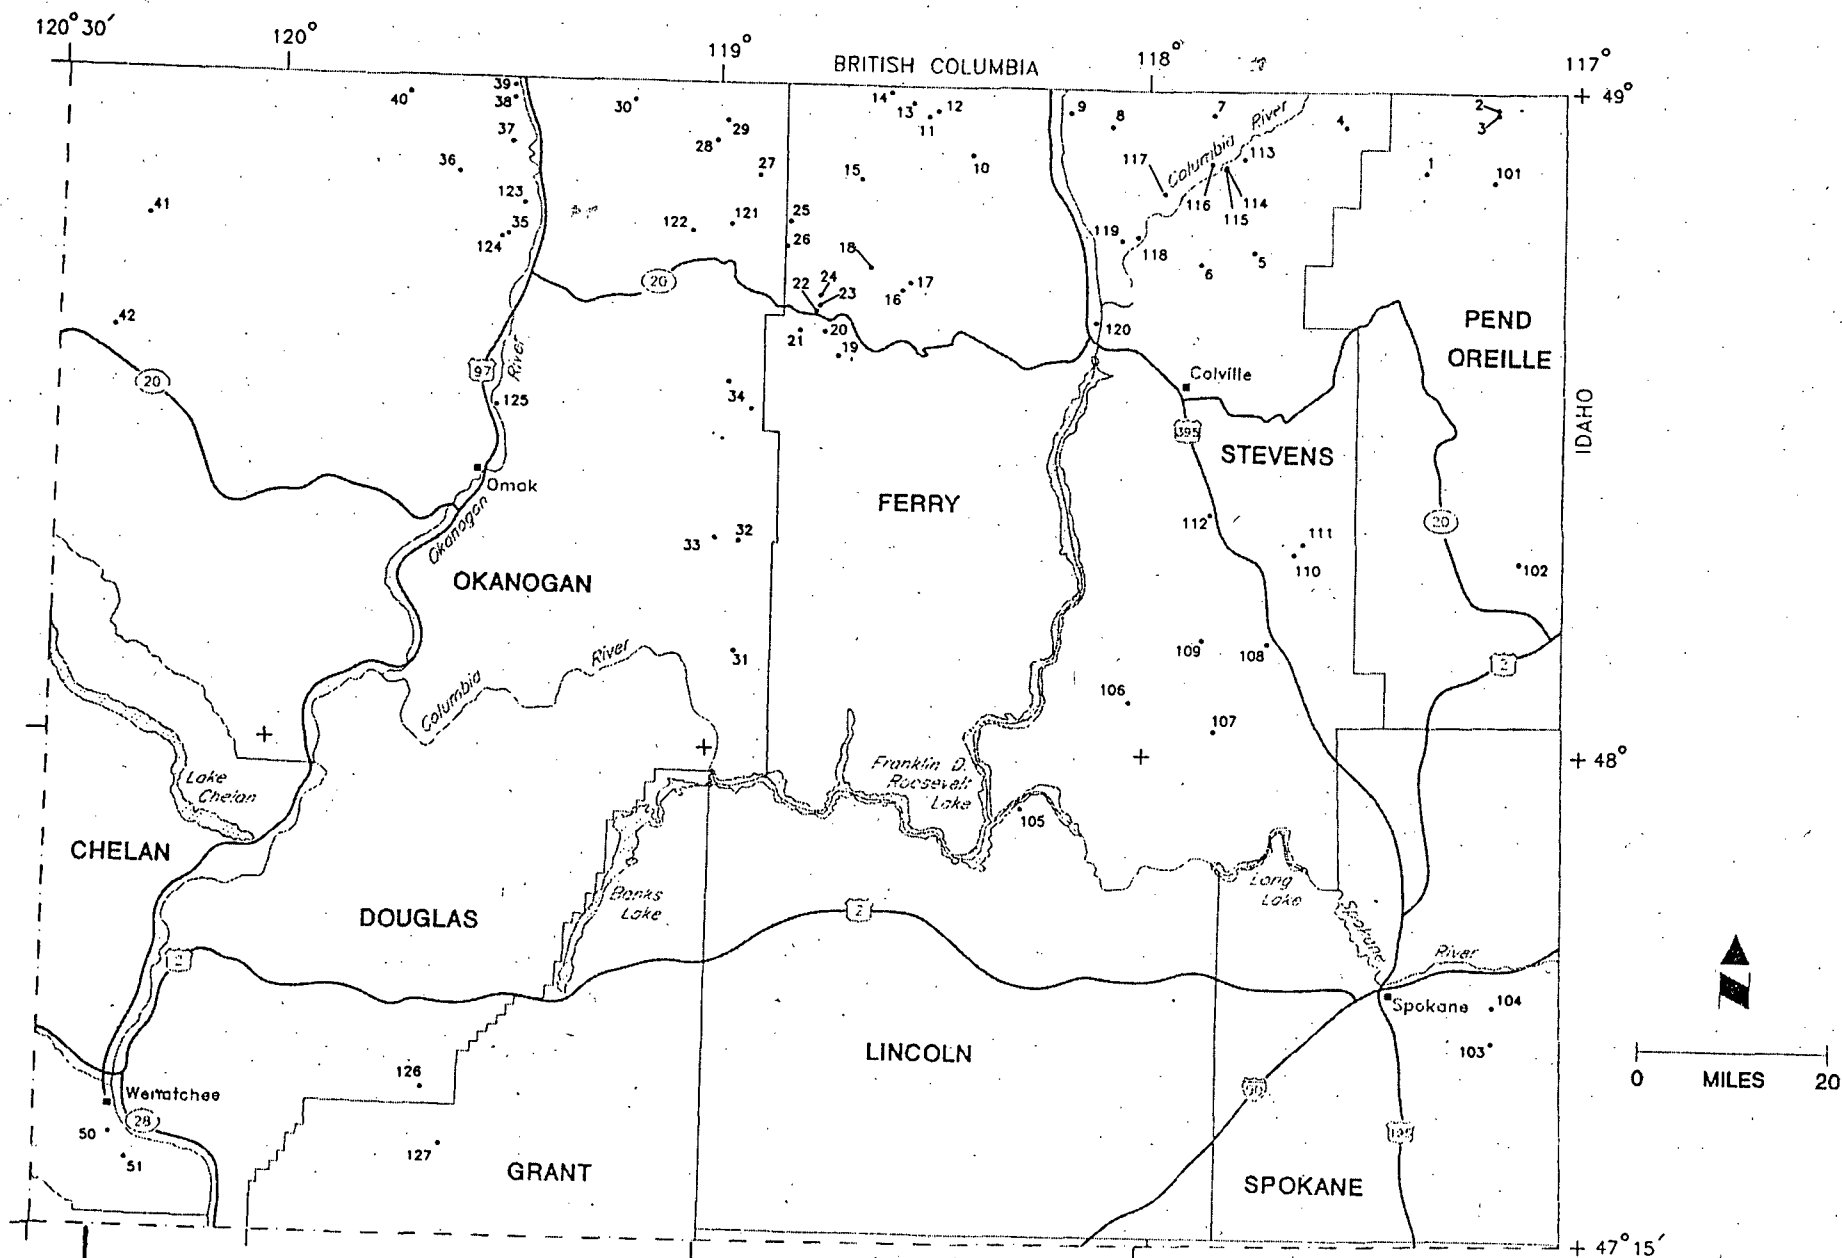 120° 30′
120°
119°
118°
117°
BRITISH COLUMBIA
49°
39
40
38
30
14
13
12
11
9
8
7
River
4
2
3
37
29
28
36
27
15
10
117
Columbia
113
1
101
41
123
122
121
25
116
114
115
35
124
26
119
118
18
6
5
20
24
22
23
17
16
42
21
20
19
120
PEND
OREILLE
97
River
20
34
Colville
IDAHO
125
395
STEVENS
Omak
FERRY
20
Okanogan
112
111
33
32
110
102
OKANOGAN
River
31
109
108
2
Columbia
106
107
48°
Lake
Chelan
Franklin D.
Roosevelt
Lake
105
CHELAN
Banks
Lake
Long
Lake
DOUGLAS
2
Spokane
2
River
Spokane
104
LINCOLN
103
126
90
0 MILES 20
Wenatchee
50
28
195
51
127
GRANT
SPOKANE
47° 15′